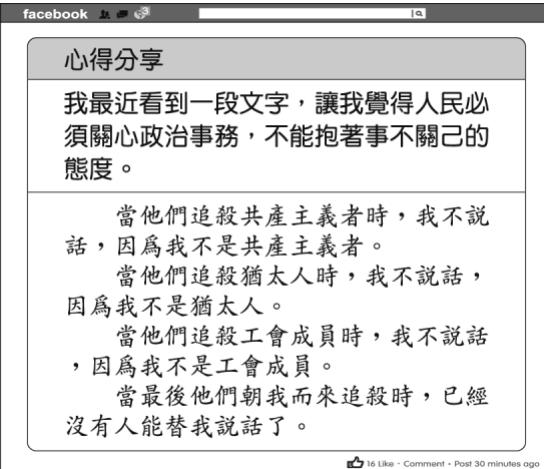 facebook 3
心得分享
我最近看到一段文字，讓我覺得人民必
須關心政治事務，不能抱著事不關己的
態度。
當他們追殺共產主義者時，我不說
話，因為我不是共產主義者。
當他們追殺猶太人時，我不說話，
因為我不是猶太人。
當他們追殺工會成員時，我不說話
，因為我不是工會成員。
當最後他們朝我而來追殺時，已經
沒有人能替我說話了。
16 Like · Comment · Post 30 minutes ago